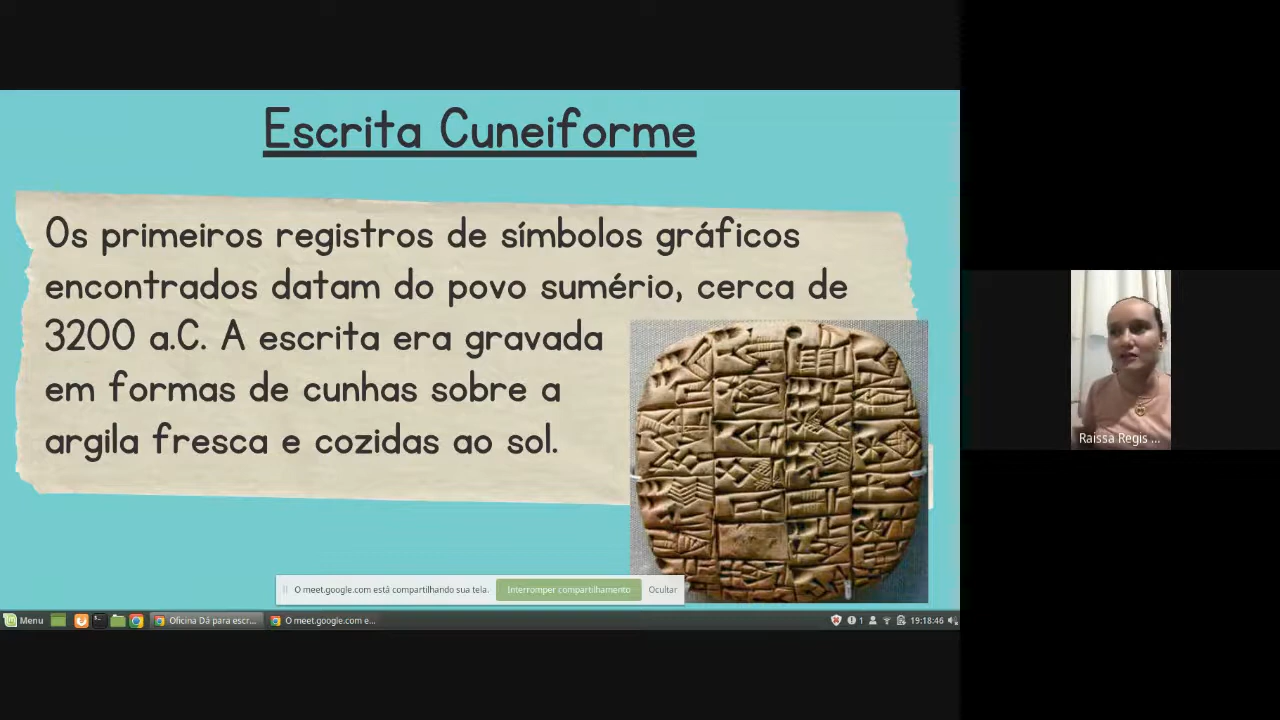 Escrita Cuneiforme
Os primeiros registros de símbolos gráficos
encontrados datam do povo sumério, cerca de
3200 a.C. A escrita era gravada
em formas de cunhas sobre a
argila fresca e cozidas ao sol.
Raissa Regis ...
O meet.google.com está compartilhando sua tela. Interromper compartilhamento Ocultar
Menu Oficina Dá para escr... O meet.google.com e... 1 19:18:46